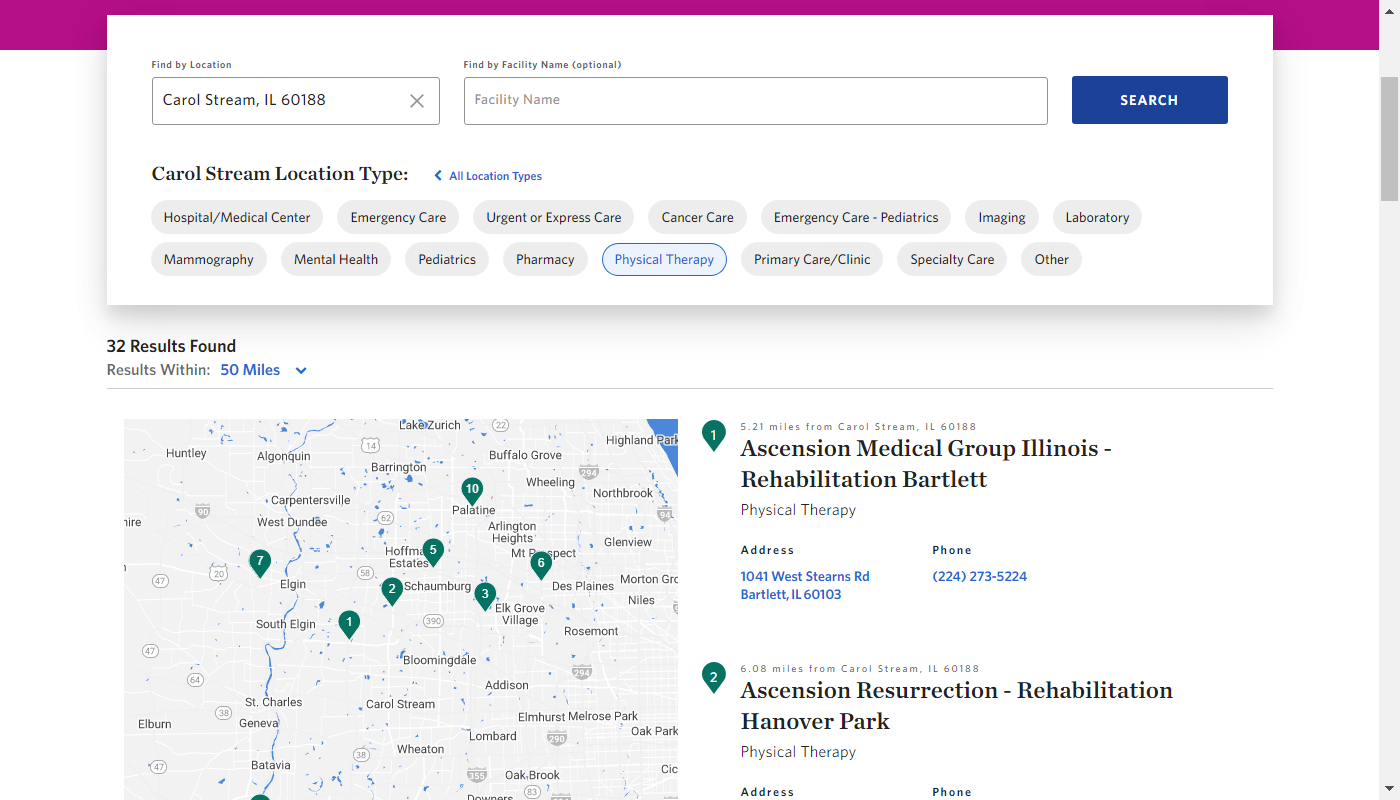 Find by Location
Find by Facility Name (optional)
Carol Stream, IL 60188
Facility Name
SEARCH
Carol Stream Location Type:
All Location Types
Hospital/Medical Center
Emergency Care
Urgent or Express Care
Cancer Care
Emergency Care - Pediatrics
Imaging
Laboratory
Mammography
Mental Health
Pediatrics
Pharmacy
Physical Therapy
Primary Care/Clinic
Specialty Care
Other
32 Results Found
Results Within: 50 Miles
Lake Zurich
22
14
Highland Park
Huntley
Algonquin
Buffalo Grove
Barrington
294
Wheeling
10
Northbrook
Carpentersville
90
Palatine
94
62
West Dundee
Arlington
Heights
Glenview
5
Hoffma
Estates
Mt Pr spect
7
6
20
58
47
Elgin
2
Schaumburg
Des Plaines
Morton Gro
3
Niles
Elk Grove
Village
1
South Elgin
390
Rosemont
47
Bloomingdale
294
64
Addison
St. Charles
Carol Stream
38
Elburn
Geneva
Elmhurst
Melrose Park
Oak Park
Lombard
290
Wheaton
38
47
Batavia
355
Oak Brook
Cic
83
Downers
1
5.21 miles from Carol Stream, IL 60188
Ascension Medical Group Illinois -
Rehabilitation Bartlett
Physical Therapy
Address
Phone
1041 West Stearns Rd
Bartlett, IL 60103
(224) 273-5224
2
6.08 miles from Carol Stream, IL 60188
Ascension Resurrection - Rehabilitation
Hanover Park
Physical Therapy
Address
Phone